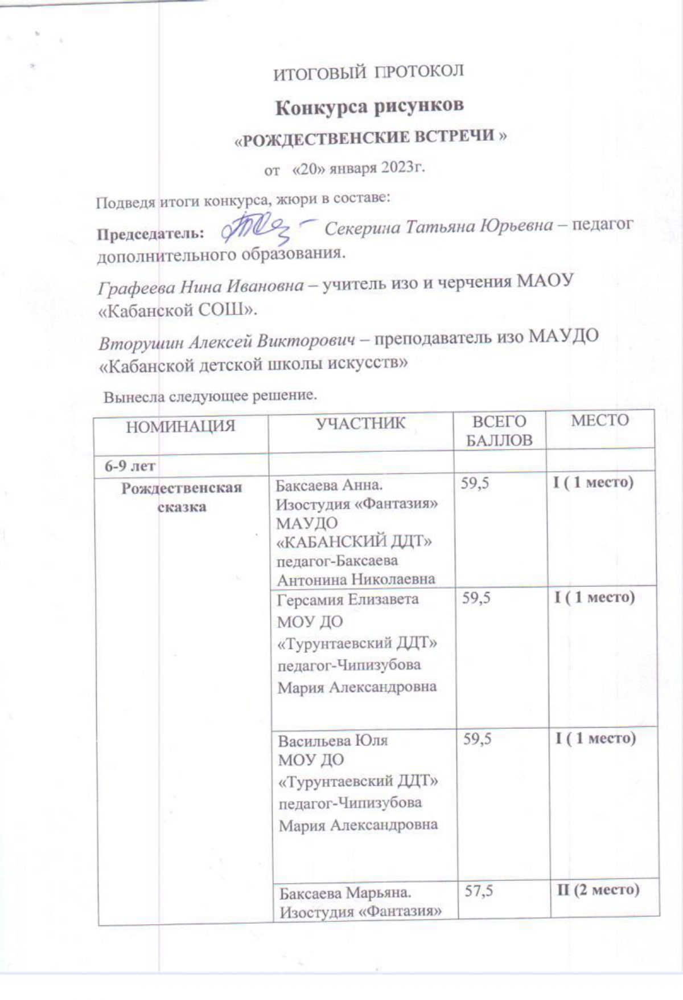 ИТОГОВЫЙ ПРОТОКОЛ
Конкурса рисунков
«РОЖДЕСТВЕНСКИЕ ВСТРЕЧИ »
от «20» января 2023г.
Подведя итоги конкурса, жюри в составе:
Председатель: Секерина Татьяна Юрьевна – педагог
дополнительного образования.
Графеева Нина Ивановна – учитель изо и черчения МАОУ
«Кабанской СОШ».
Вторушин Алексей Викторович – преподаватель изо МАУДО
«Кабанской детской школы искусств»
Вынесла следующее решение.
НОМИНАЦИЯ УЧАСТНИК ВСЕГО БАЛЛОВ МЕСТО
6-9 лет
Рождественская
сказка
Баксаева Анна. 59,5 I ( 1 место)
Изостудия «Фантазия»
МАУДО
«КАБАНСКИЙ ДДТ»
педагог-Баксаева
Антонина Николаевна
Герсамия Елизавета 59,5 I ( 1 место)
МОУ ДО
«Турунтаевский ДДТ»
педагог-Чипизубова
Мария Александровна
Васильева Юля 59,5 I ( 1 место)
МОУ ДО
«Турунтаевский ДДТ»
педагог-Чипизубова
Мария Александровна
Баксаева Марьяна. 57,5 II (2 место)
Изостудия «Фантазия»